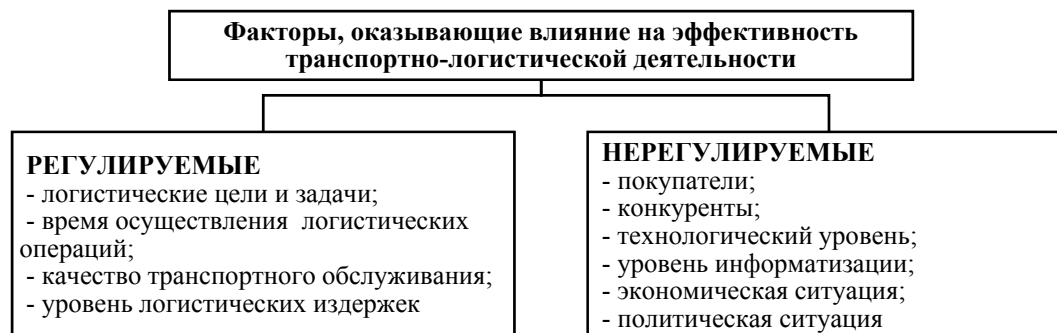 Факторы, оказывающие влияние на эффективность
транспортно-логистической деятельности
РЕГУЛИРУЕМЫЕ
- логистические цели и задачи;
- время осуществления логистических
операций;
- качество транспортного обслуживания;
- уровень логистических издержек
НЕРЕГУЛИРУЕМЫЕ
- покупатели;
- конкуренты;
- технологический уровень;
- уровень информатизации;
- экономическая ситуация;
- политическая ситуация